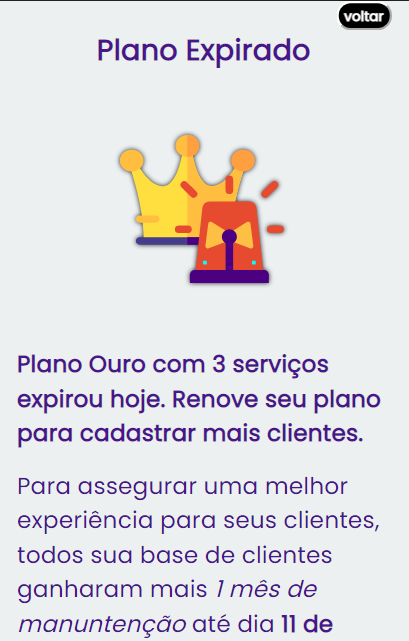 voltar
Plano Expirado
Plano Ouro com 3 serviços
expirou hoje. Renove seu plano
para cadastrar mais clientes.
Para assegurar uma melhor
experiência para seus clientes,
todos sua base de clientes
ganharam mais 1 mês de
manuntenção até dia 11 de